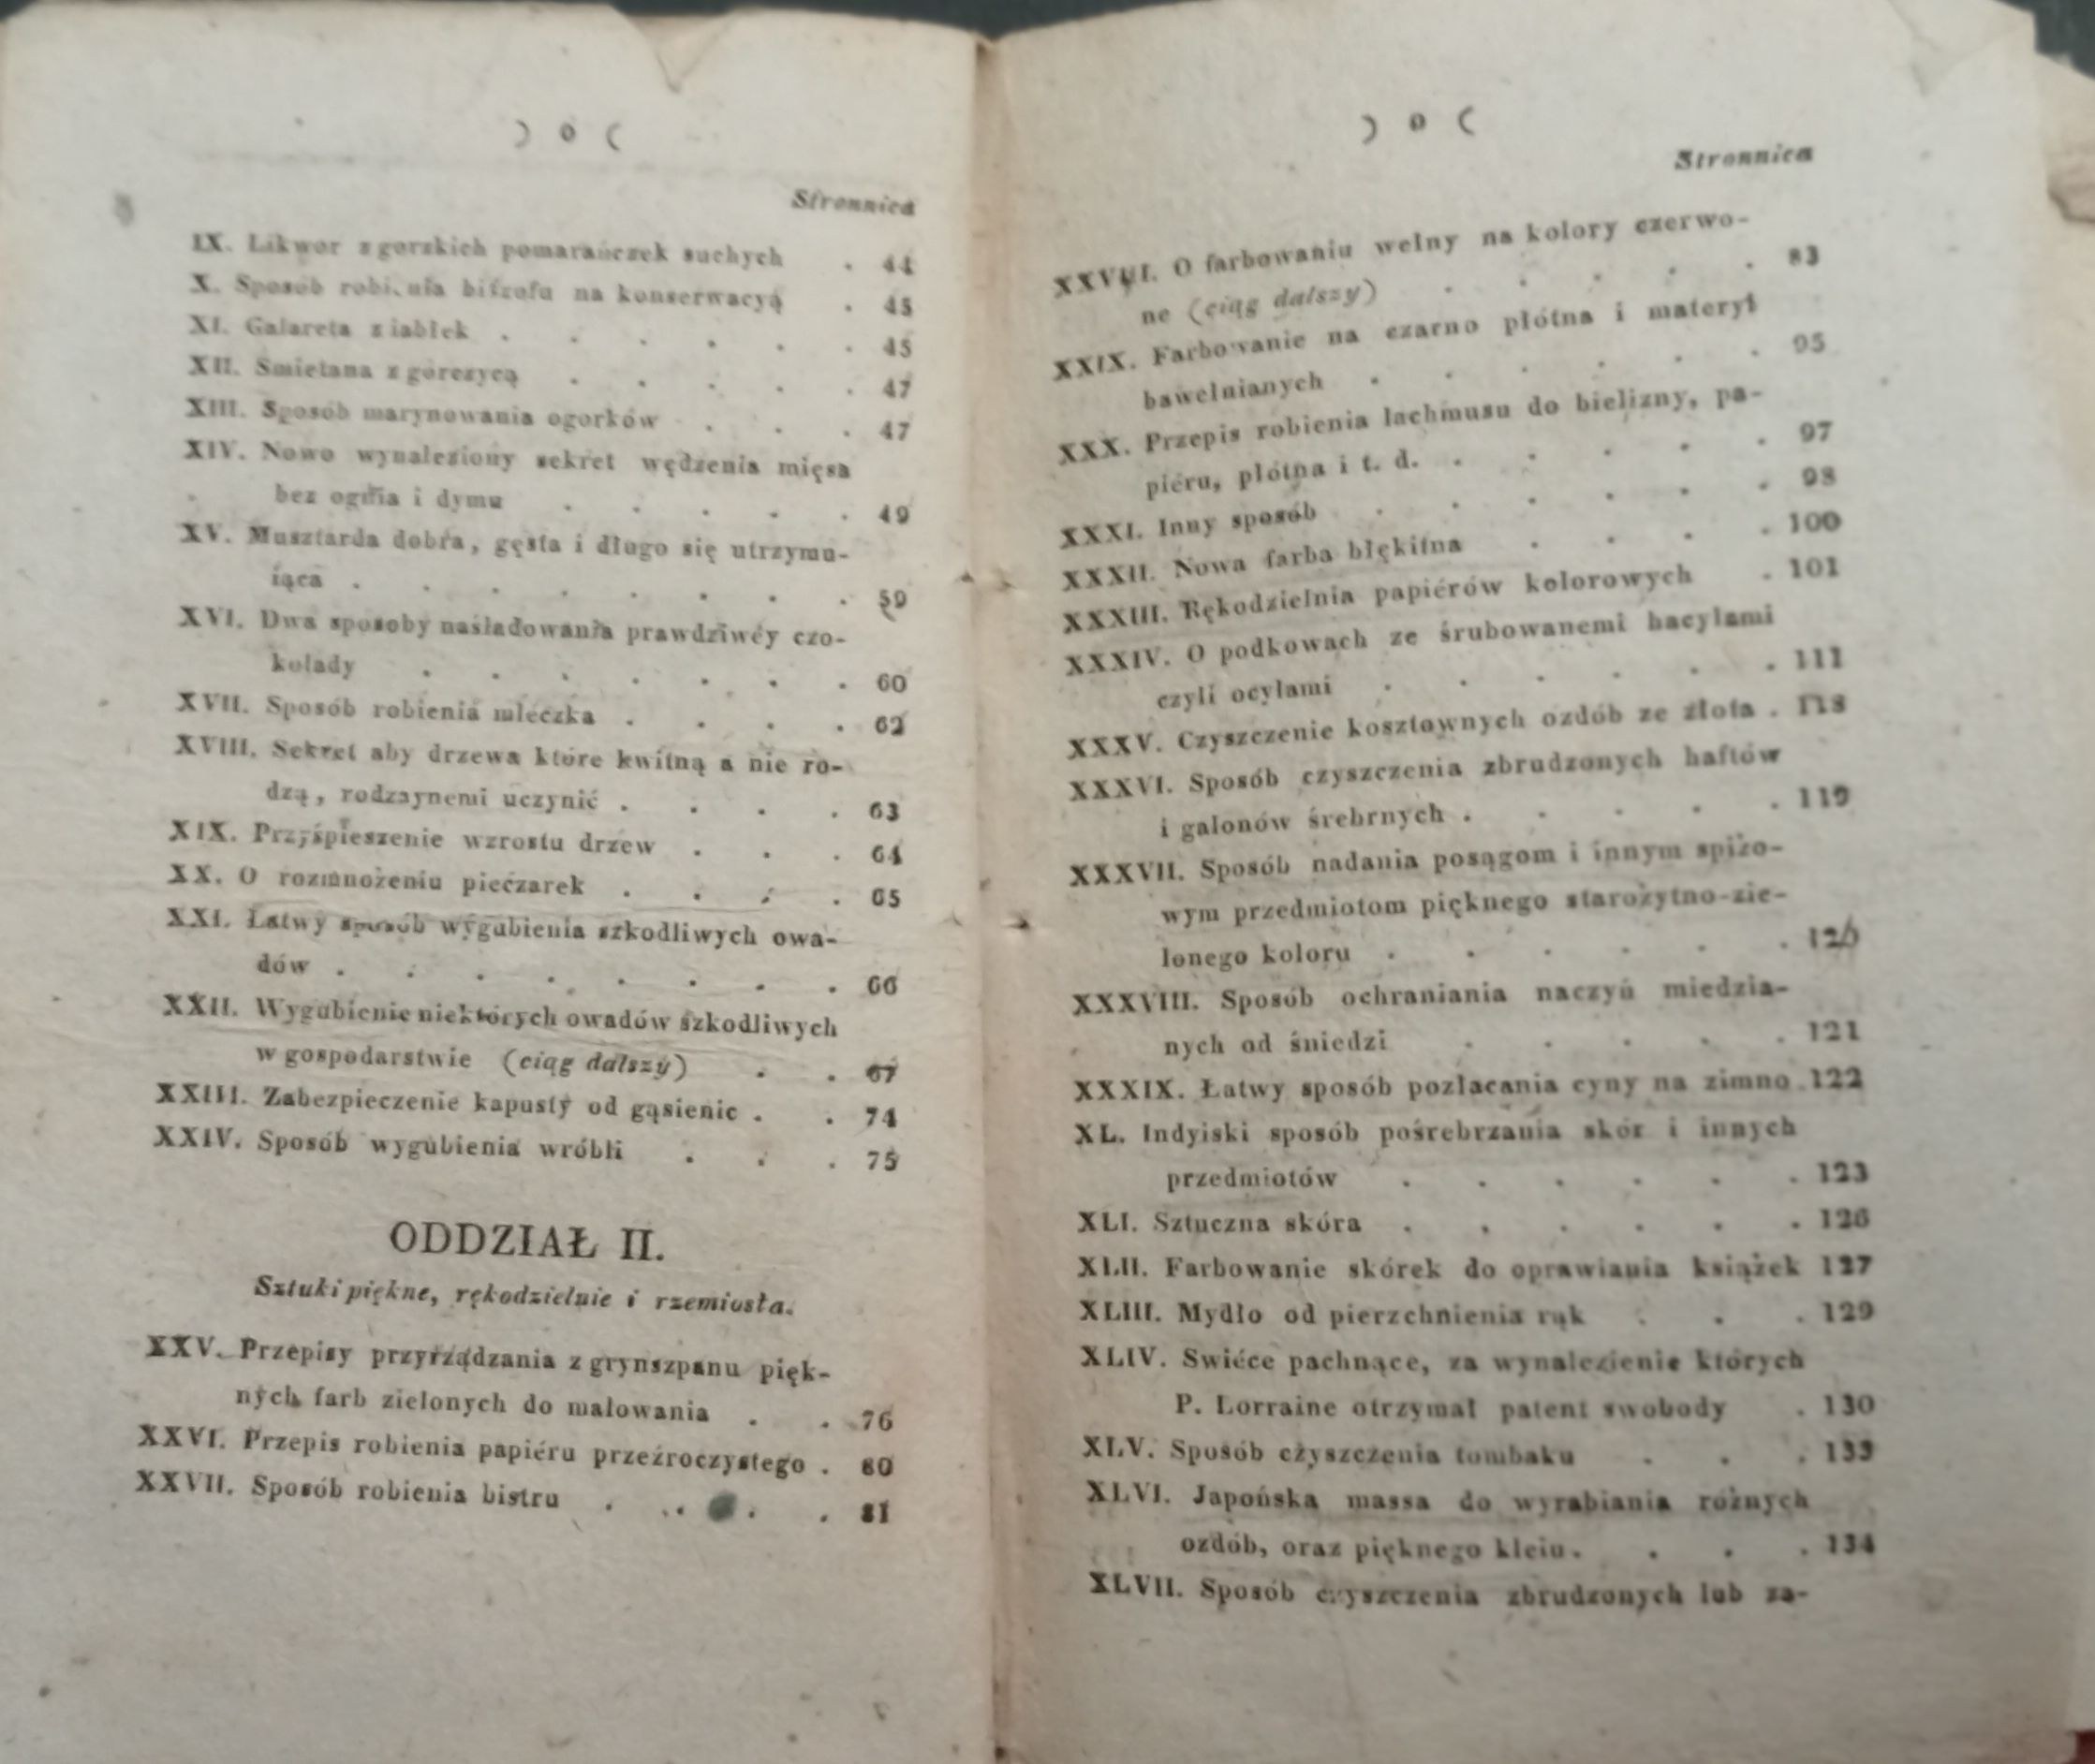 ) o (
Stronnica
IX. Likwor z gorzkich pomarańczek suchych . 44
X. Sposób robienia biszofu na konserwacyą . 45
XI. Galareta z iabłek . . . . . . 45
XII. Smietana z gorczycą . . . . . 47
XIII. Sposób marynowania ogorków . . . 47
XIV. Nowo wynaleziony sekret wędzenia mięsa
bez ognia i dymu . . . . . 49
XV. Musztarda dobra, gęsta i długo się utrzymu-
iąca . . . . . . . . 59
XVI. Dwa sposoby naśladowania prawdziwéy czo-
kolady . . . . . . . 60
XVII. Sposób robienia mleczka . . . . 62
XVIII. Sekret aby drzewa które kwitną a nie ro-
dzą, rodzaynemi uczynić . . . . 63
XIX. Przyśpieszenie wzrostu drzew . . . 64
XX. O rozmnożeniu pieczarek . . . . 65
XXI. Łatwy sposób wygubienia szkodliwych owa-
dów . . . . . . . . 66
XXII. Wygubienie niektórych owadów szkodliwych
w gospodarstwie (ciąg dalszy) . . 67
XXIII. Zabezpieczenie kapusty od gąsienic . . 74
XXIV. Sposób wygubienia wróbli . . . 75
ODDZIAŁ II.
Sztuki piękne, rękodzielnie i rzemiosła.
XXV. Przepisy przyrządzania z grynszpanu pięk-
nych farb zielonych do malowania . . 76
XXVI. Przepis robienia papiéru przeźroczystego . 80
XXVII. Sposób robienia bistru . . . . . 81
) o (
Stronnica
XXVIII. O farbowaniu wełny na kolory czerwo-
ne (ciąg dalszy) . . . . . 83
XXIX. Farbowanie na czarno płótna i materył
bawełnianych . . . . . . 95
XXX. Przepis robienia lachmusu do bielizny, pa-
piéru, płótna i t. d. . . . . . 97
XXXI. Inny sposób . . . . . . 98
XXXII. Nowa farba błękitna . . . . 100
XXXIII. Rękodzielnia papiérów kolorowych . 101
XXXIV. O podkowach ze śrubowanemi hacylami
czyli ocylami . . . . . . 111
XXXV. Czyszczenie kosztownych ozdób ze złota . 118
XXXVI. Sposób czyszczenia zbrudzonych haftów
i galonów śrebrnych . . . . . 119
XXXVII. Sposób nadania posągom i innym spiżo-
wym przedmiotom pięknego starożytno-zie-
lonego koloru . . . . . . 120
XXXVIII. Sposób ochraniania naczyń miedzia-
nych od śniedzi . . . . . 121
XXXIX. Łatwy sposób pozłacania cyny na zimno . 122
XL. Indyiski sposób pośrebrzania skór i innych
przedmiotów . . . . . . 123
XLI. Sztuczna skóra . . . . . . 126
XLII. Farbowanie skórek do oprawiania książek 127
XLIII. Mydło od pierzchnienia rąk . . . 129
XLIV. Swiéce pachnące, za wynalezienie których
P. Lorraine otrzymał patent swobody . 130
XLV. Sposób czyszczenia tombaku . . . 133
XLVI. Japońska massa do wyrabiania różnych
ozdób, oraz pięknego kleiu . . . . 134
XLVII. Sposób czyszczenia zbrudzonych lub za-